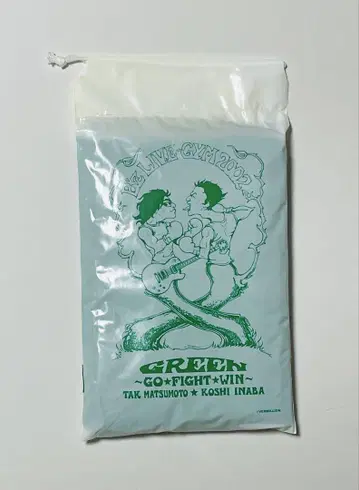 B'z LIVE-GYM 2002
GREEN
~GO★FIGHT★WIN~
TAK MATSUMOTO ★ KOSHI INABA